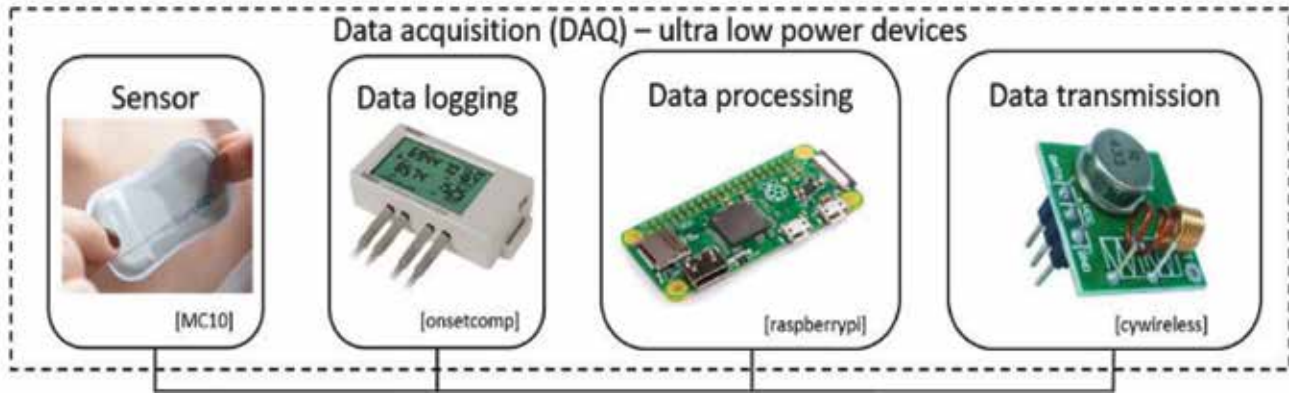 Data acquisition (DAQ) – ultra low power devices
Sensor
Data logging
Data processing
Data transmission
[MC10]
[onsetcomp]
[raspberrypi]
[cywireless]